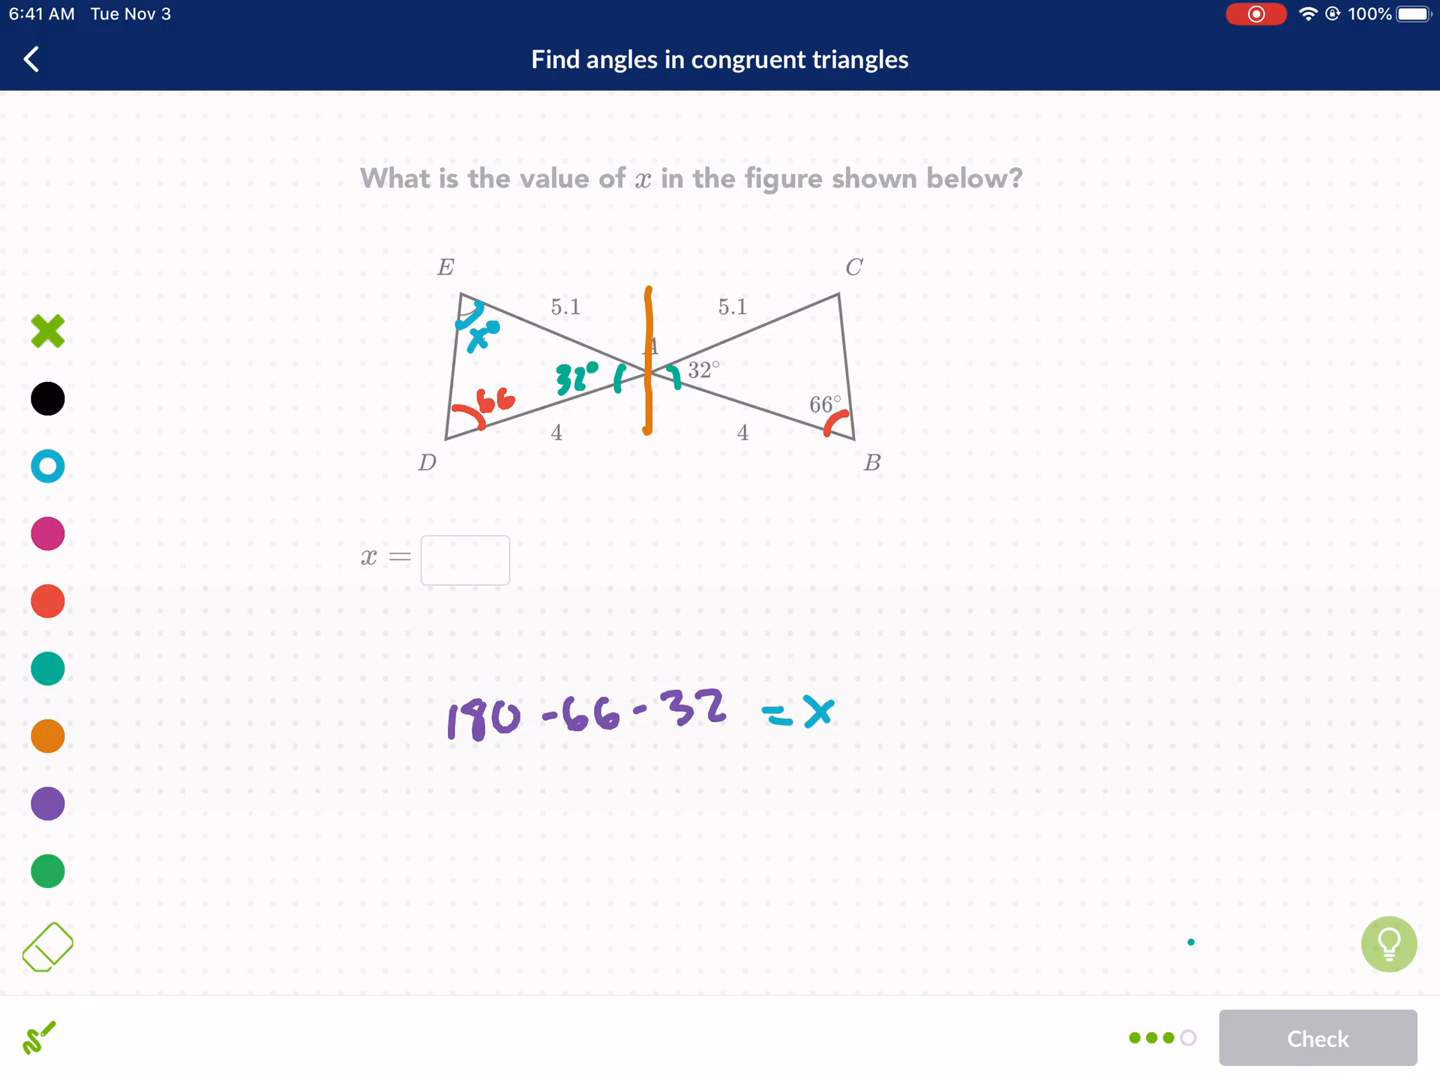 6:41 AM Tue Nov 3 100%
Find angles in congruent triangles
What is the value of x in the figure shown below?
E C
5.1 5.1
x°
A
32° 32°
66 66°
4 4
D B
x =
180 - 66 - 32 = x
Check